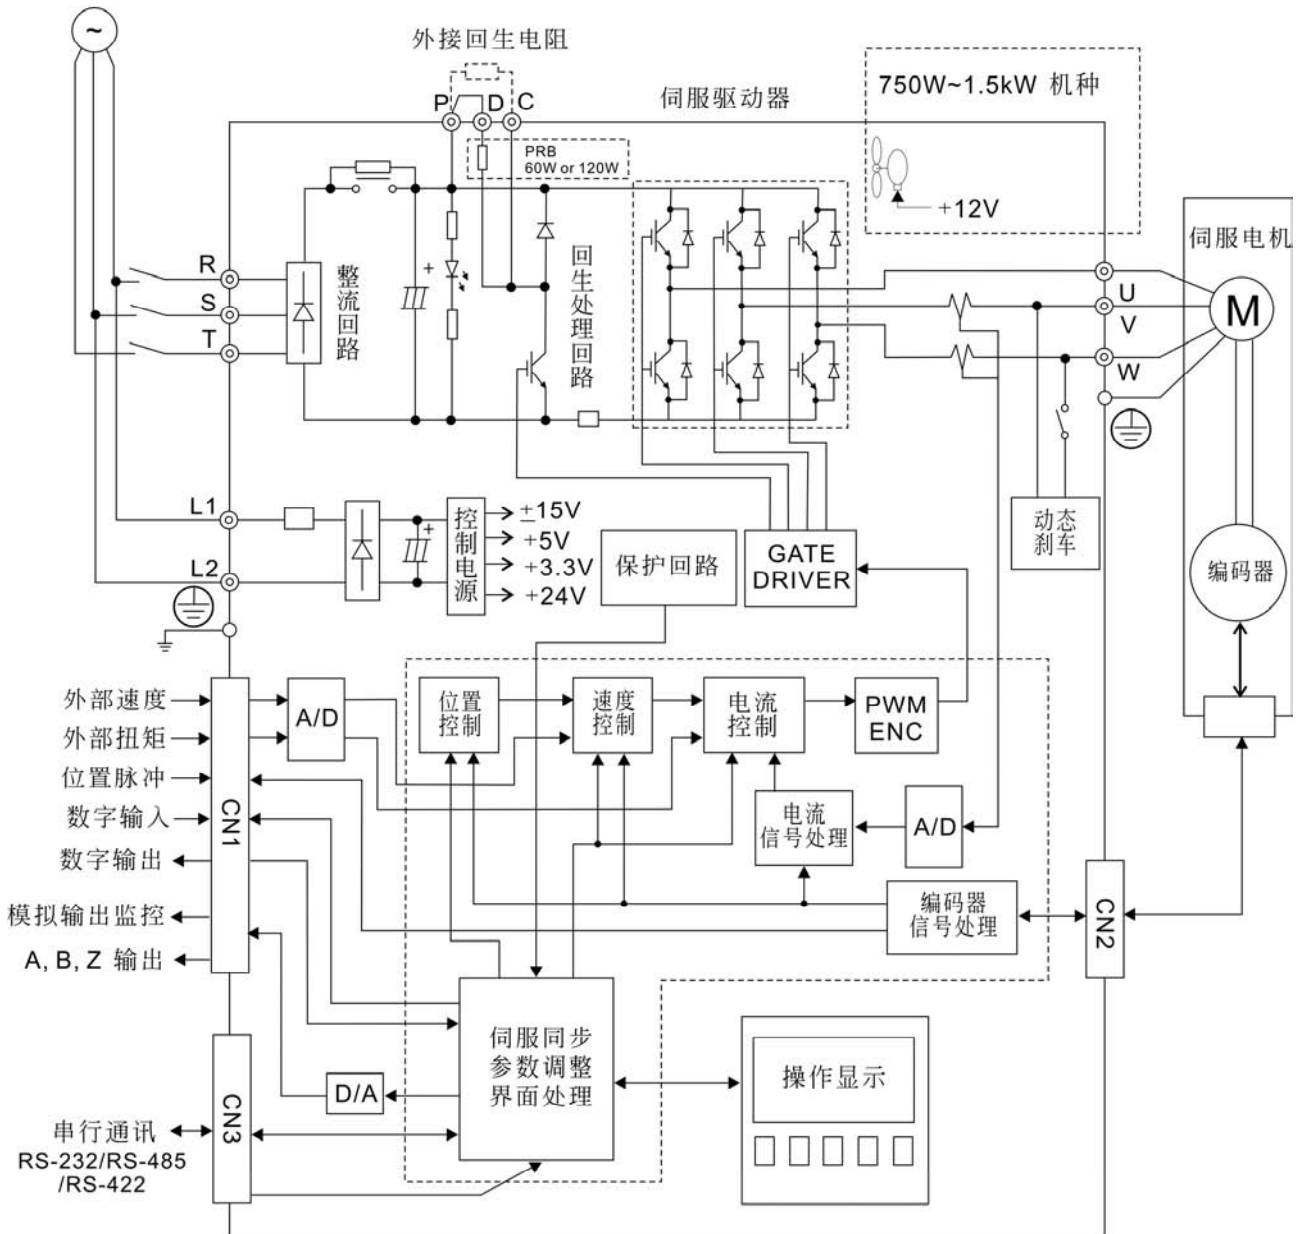 ~
外接回生电阻
P D C
伺服驱动器
750W~1.5kW 机种
+12V
PRB
60W or 120W
伺服电机
R
S
T
整流回路
+
回生处理回路
U
V
W
M
L1
L2
+
控制电源
±15V
+5V
+3.3V
+24V
保护回路
GATE
DRIVER
动态
刹车
编码器
外部速度
外部扭矩
位置脉冲
数字输入
数字输出
模拟输出监控
A, B, Z 输出
CN1
A/D
位置
控制
速度
控制
电流
控制
PWM
ENC
电流
信号处理
A/D
编码器
信号处理
CN2
伺服同步
参数调整
界面处理
D/A
操作显示
CN3
串行通讯
RS-232/RS-485
/RS-422